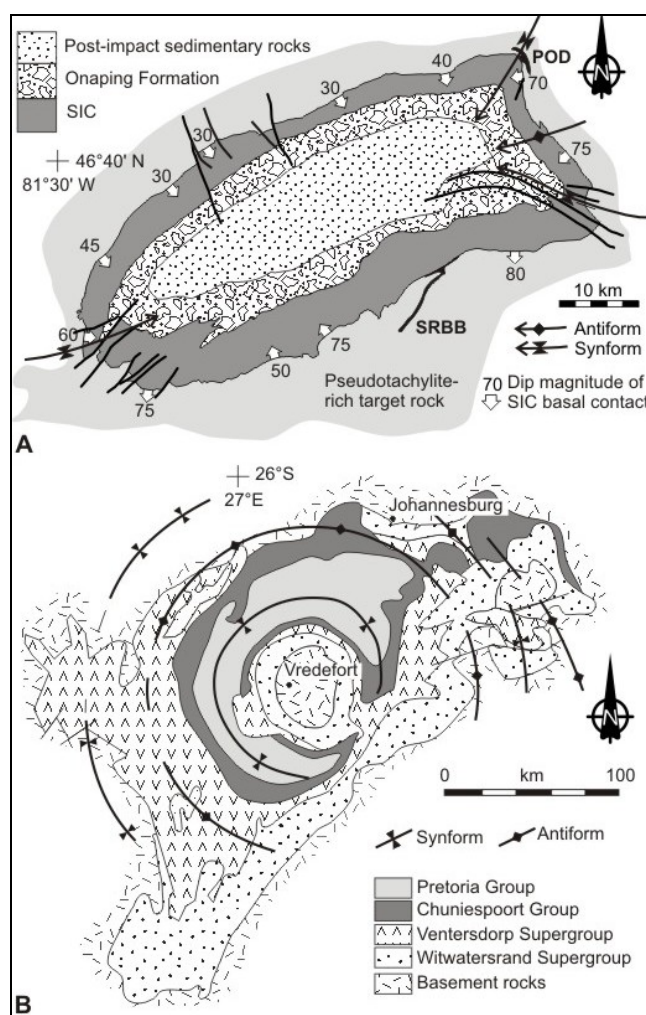 Post-impact sedimentary rocks
Onaping Formation
SIC
POD
N
70
40
30
30
30
30
75
46°40' N
81°30' W
45
60
80
10 km
75
SRBB
Antiform
Synform
50
75
Pseudotachylite-
rich target rock
70 Dip magnitude of
SIC basal contact
A
26°S
27°E
Johannesburg
Vredefort
N
0 km 100
Synform Antiform
Pretoria Group
Chuniespoort Group
Ventersdorp Supergroup
Witwatersrand Supergroup
Basement rocks
B